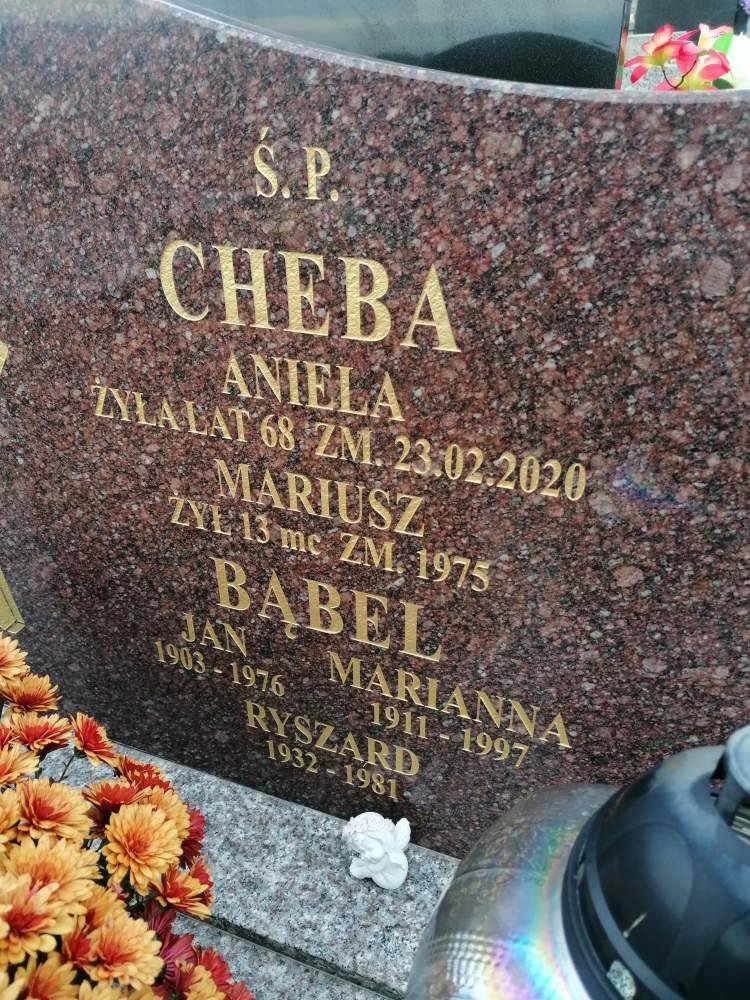 Ś. P.
CHEBA
ANIELA
ŻYŁA LAT 68 ZM. 23.02.2020
MARIUSZ
ŻYŁ 13 mc ZM. 1975
BĄBEL
JAN
1903 - 1976
MARIANNA
1911 - 1997
RYSZARD
1932 - 1981